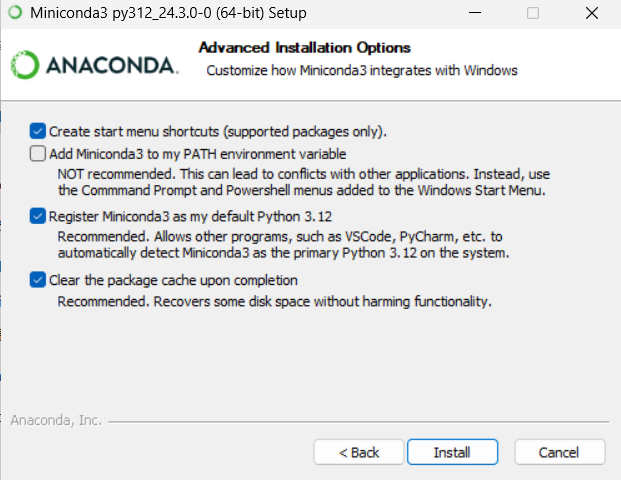 Miniconda3 py312_24.3.0-0 (64-bit) Setup
Advanced Installation Options
Customize how Miniconda3 integrates with Windows
ANACONDA.
Create start menu shortcuts (supported packages only).
Add Miniconda3 to my PATH environment variable
NOT recommended. This can lead to conflicts with other applications. Instead, use
the Commmand Prompt and Powershell menus added to the Windows Start Menu.
Register Miniconda3 as my default Python 3.12
Recommended. Allows other programs, such as VSCode, PyCharm, etc. to
automatically detect Miniconda3 as the primary Python 3.12 on the system.
Clear the package cache upon completion
Recommended. Recovers some disk space without harming functionality.
Anaconda, Inc.
< Back
Install
Cancel